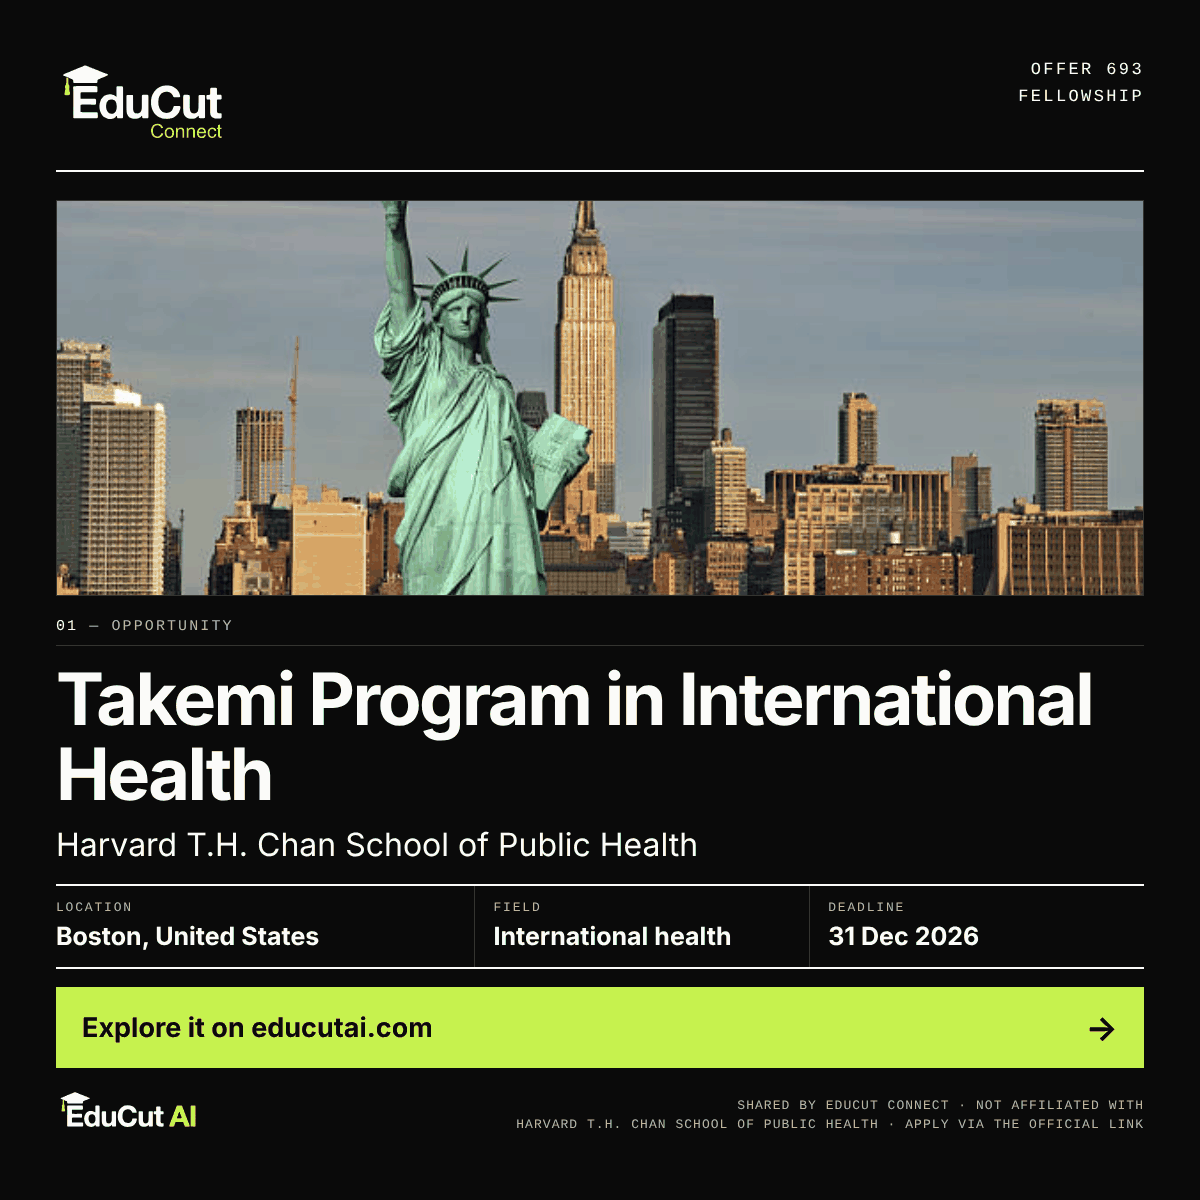 EduCut
Connect
OFFER 693
FELLOWSHIP
01 — OPPORTUNITY
Takemi Program in International
Health
Harvard T.H. Chan School of Public Health
LOCATION
Boston, United States
FIELD
International health
DEADLINE
31 Dec 2026
Explore it on educutai.com →
EduCut AI
SHARED BY EDUCUT CONNECT · NOT AFFILIATED WITH
HARVARD T.H. CHAN SCHOOL OF PUBLIC HEALTH · APPLY VIA THE OFFICIAL LINK